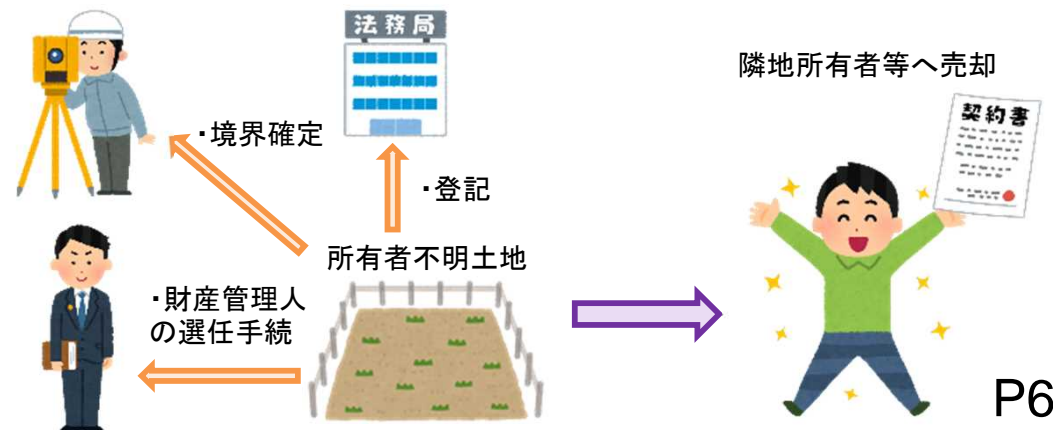 法務局
・境界確定
・登記
所有者不明土地
・財産管理人
の選任手続
隣地所有者等へ売却
契約書
P6